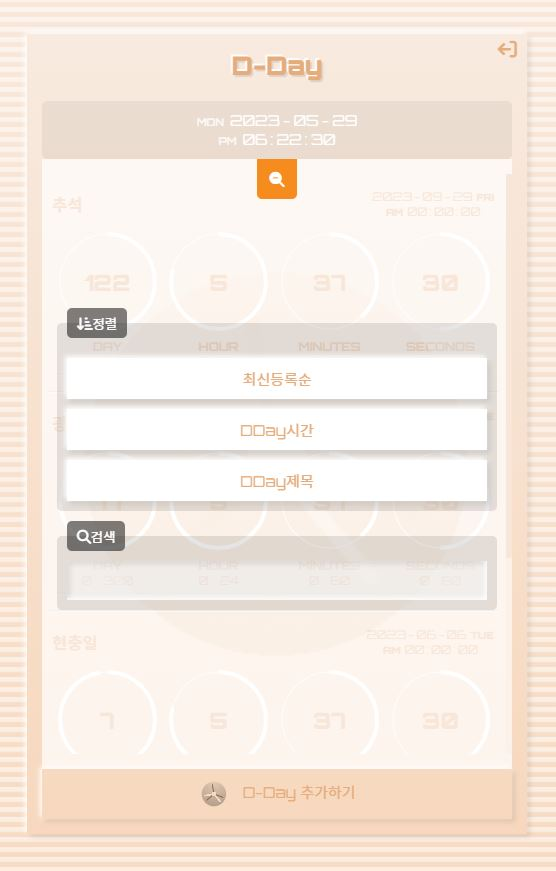 D-Day
MON 2023-05-29
PM 06:22:30
추석
2023-09-29 FRI
AM 00:00:00
122 5 37 30
정렬
DAY HOUR MINUTES SECONDS
최신등록순
DDay시간
DDay제목
5 37 30
검색
DAY HOUR MINUTES SECONDS
현충일
2023-06-06 TUE
AM 00:00:00
7 5 37 30
D-Day 추가하기